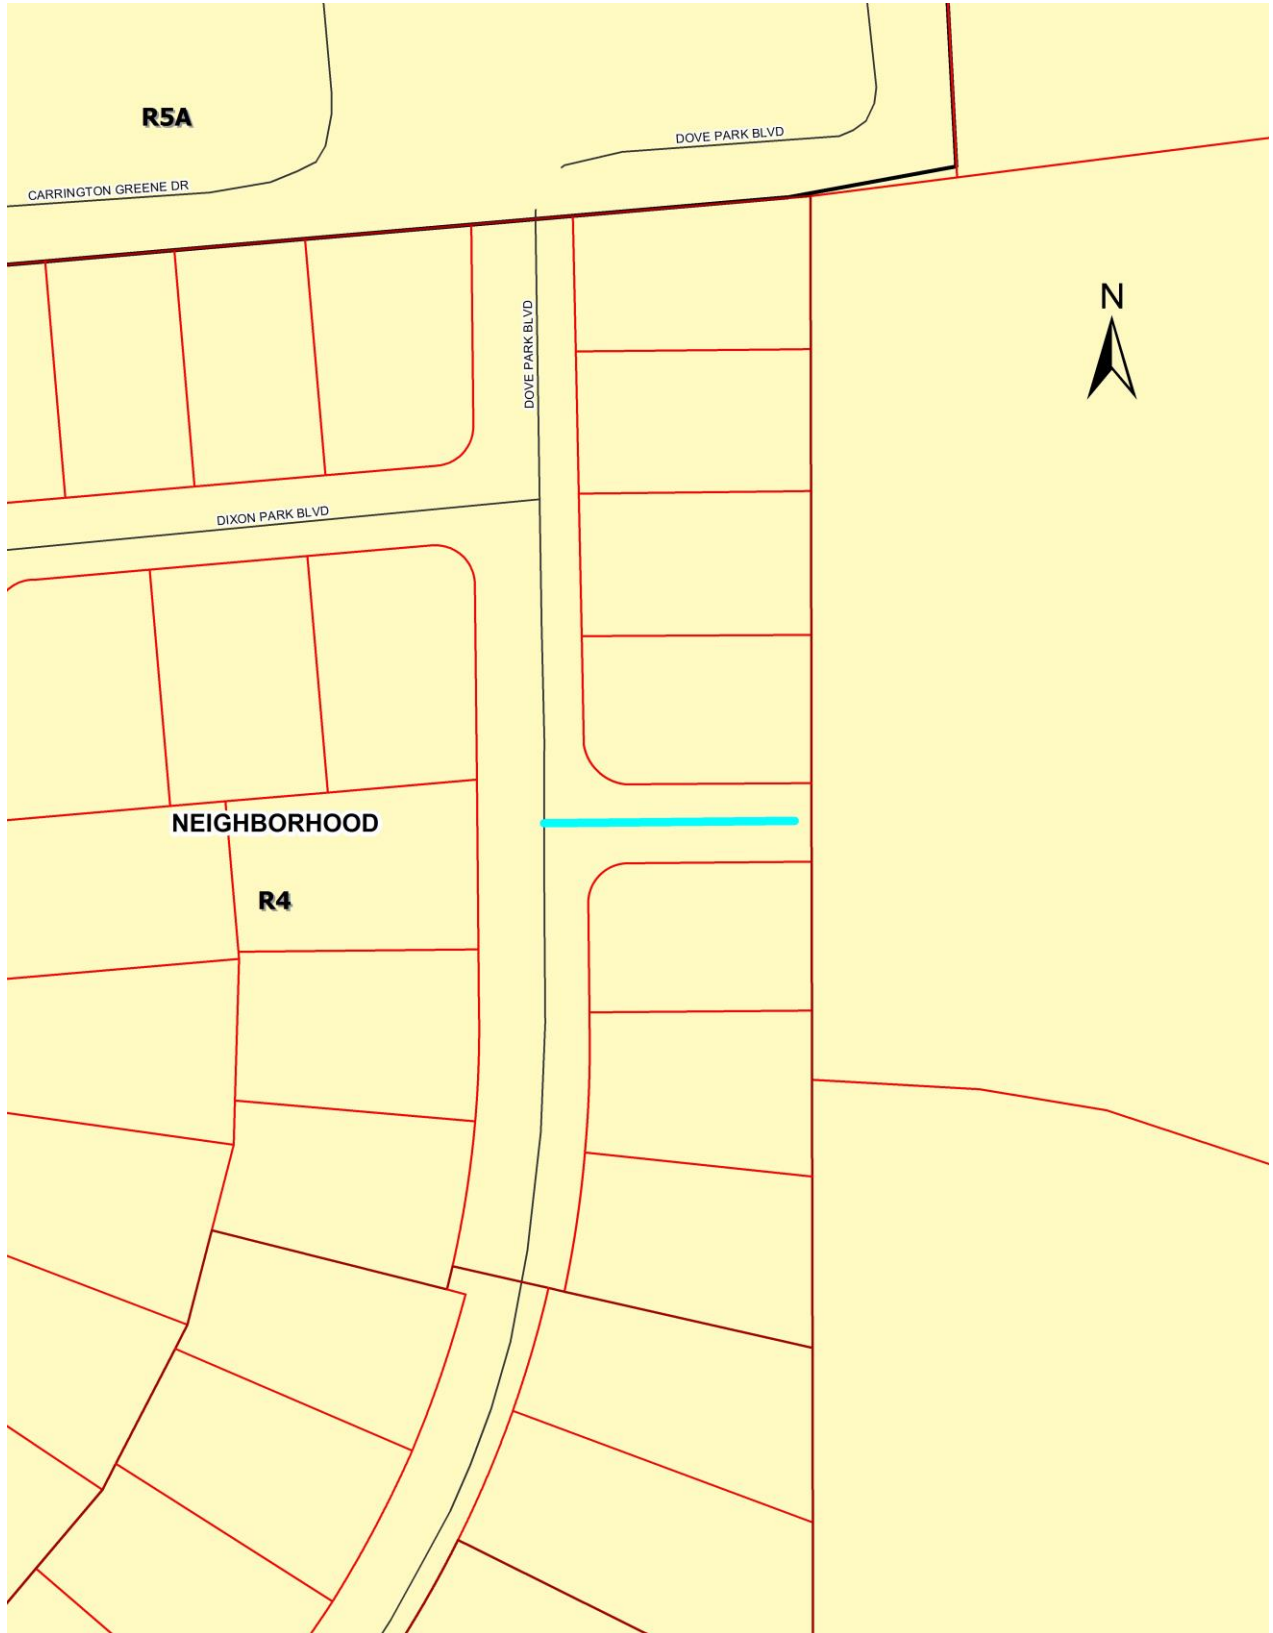 R5A
DOVE PARK BLVD
CARRINGTON GREENE DR
N
DOVE PARK BLVD
DIXON PARK BLVD
NEIGHBORHOOD
R4